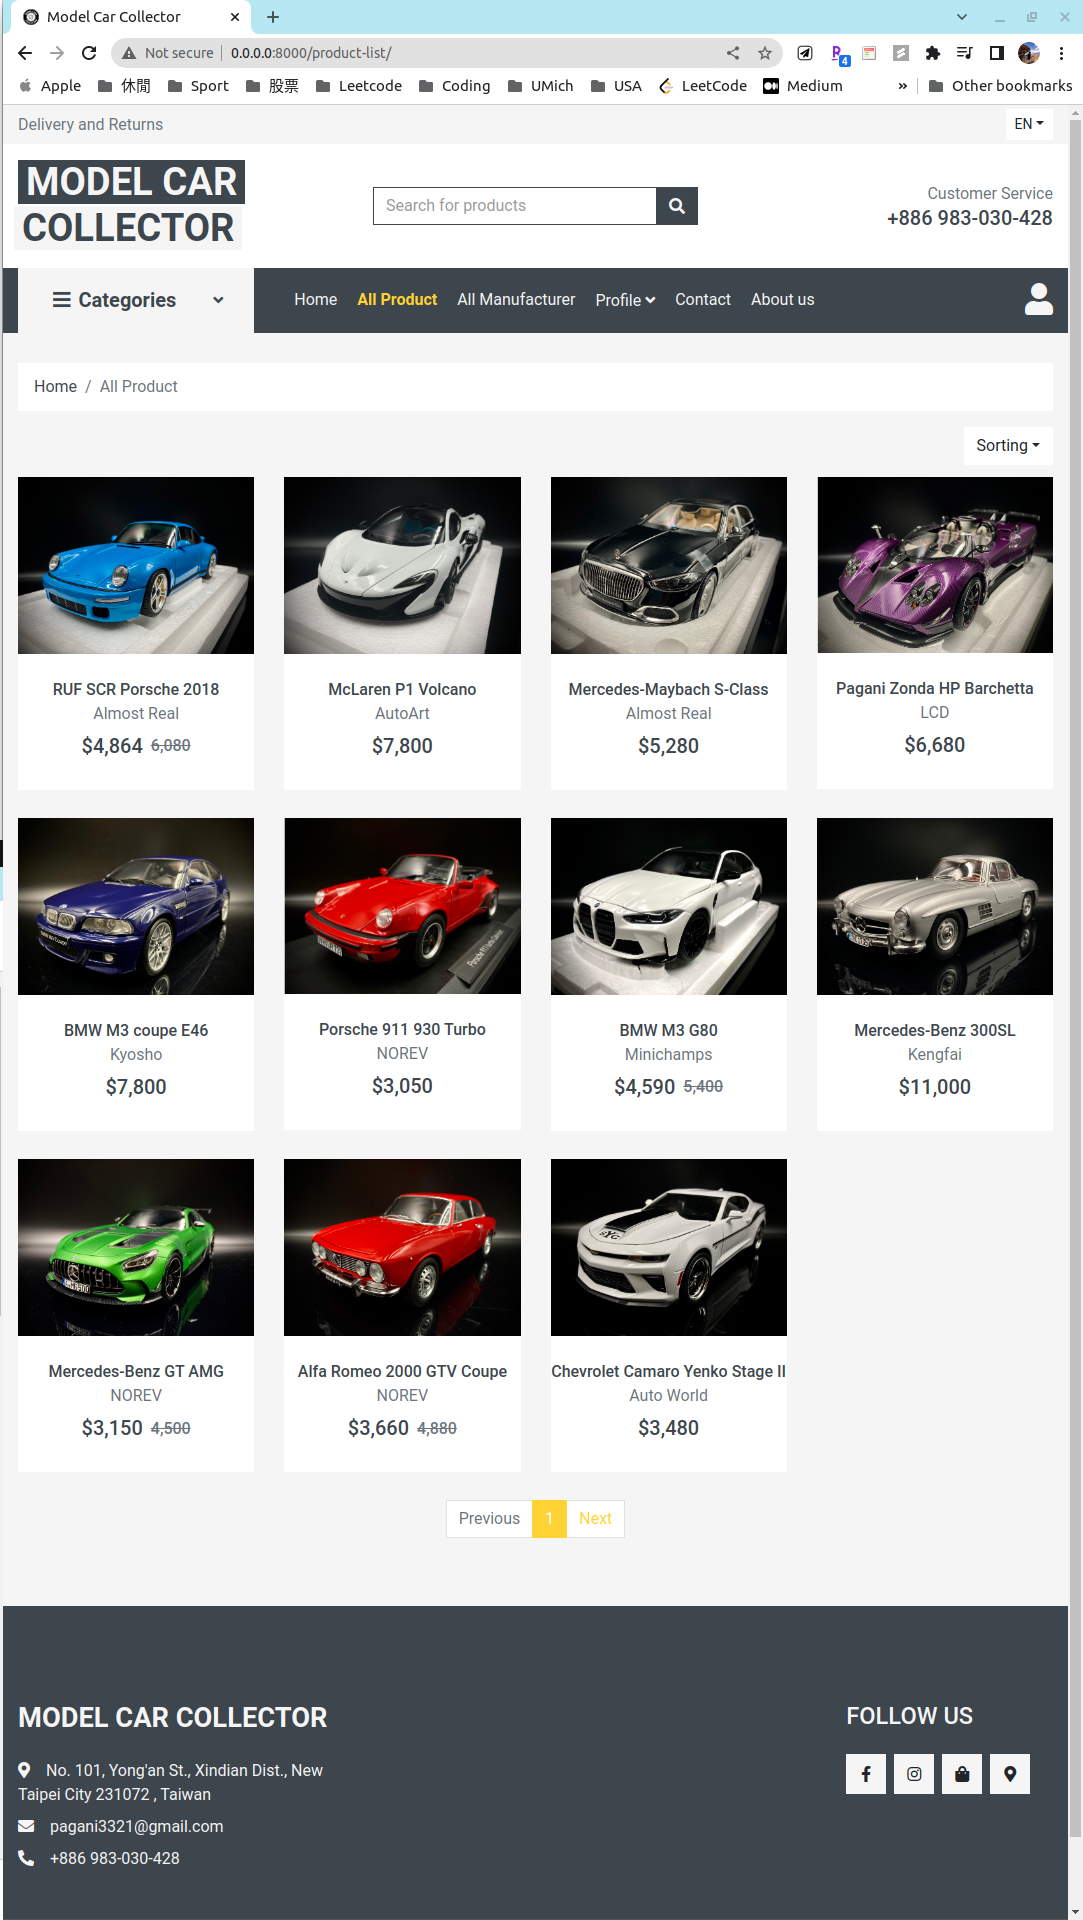 Model Car Collector
Not secure | 0.0.0.0:8000/product-list/
4
Apple 休閒 Sport 股票 Leetcode Coding UMich USA LeetCode Medium » Other bookmarks
Delivery and Returns
EN
MODEL CAR
COLLECTOR
Search for products
Customer Service
+886 983-030-428
Categories
Home All Product All Manufacturer Profile Contact About us
Home / All Product
Sorting
RUF SCR Porsche 2018
Almost Real
$4,864 6,080
McLaren P1 Volcano
AutoArt
$7,800
Mercedes-Maybach S-Class
Almost Real
$5,280
Pagani Zonda HP Barchetta
LCD
$6,680
BMW M3 coupe E46
Kyosho
$7,800
Porsche 911 930 Turbo
NOREV
$3,050
BMW M3 G80
Minichamps
$4,590 5,400
Mercedes-Benz 300SL
Kengfai
$11,000
Mercedes-Benz GT AMG
NOREV
$3,150 4,500
Alfa Romeo 2000 GTV Coupe
NOREV
$3,660 4,880
Chevrolet Camaro Yenko Stage II
Auto World
$3,480
Previous 1 Next
MODEL CAR COLLECTOR
No. 101, Yong'an St., Xindian Dist., New
Taipei City 231072 , Taiwan
pagani3321@gmail.com
+886 983-030-428
FOLLOW US